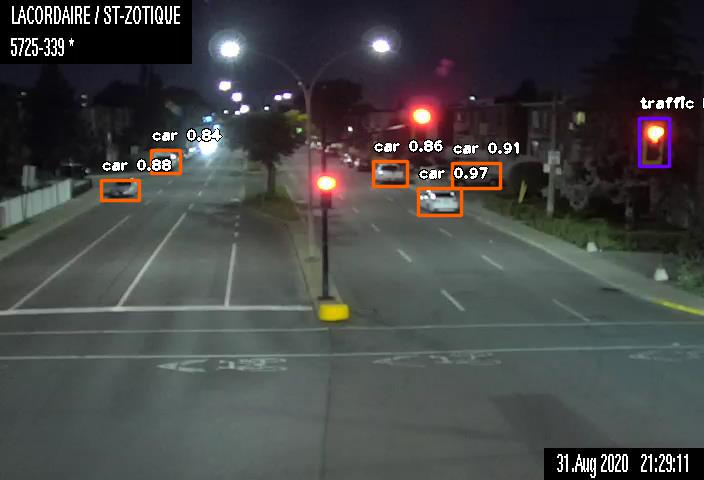 LACORDAIRE / ST-ZOTIQUE
5725-339 *
traffic
car 0.84
car 0.86
car 0.91
car 0.88
car 0.97
31.Aug 2020 21:29:11